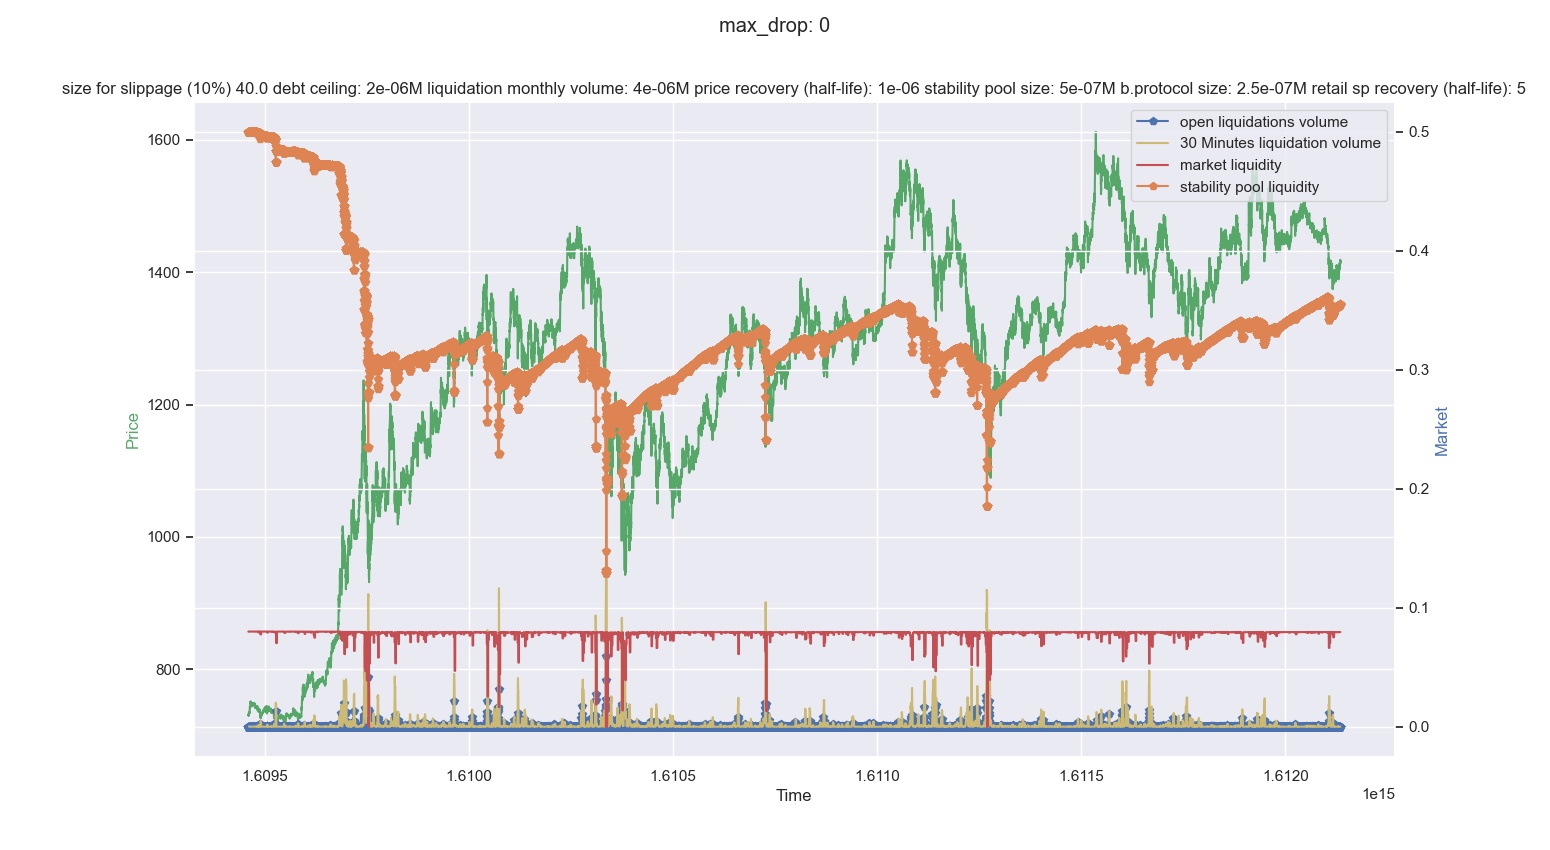 max_drop: 0
size for slippage (10%) 40.0 debt ceiling: 2e-06M liquidation monthly volume: 4e-06M price recovery (half-life): 1e-06 stability pool size: 5e-07M b.protocol size: 2.5e-07M retail sp recovery (half-life): 5
open liquidations volume
30 Minutes liquidation volume
market liquidity
stability pool liquidity
1600
1400
1200
1000
800
Price
0.5
0.4
0.3
0.2
0.1
0.0
Market
1.6095 1.6100 1.6105 1.6110 1.6115 1.6120
1e15
Time